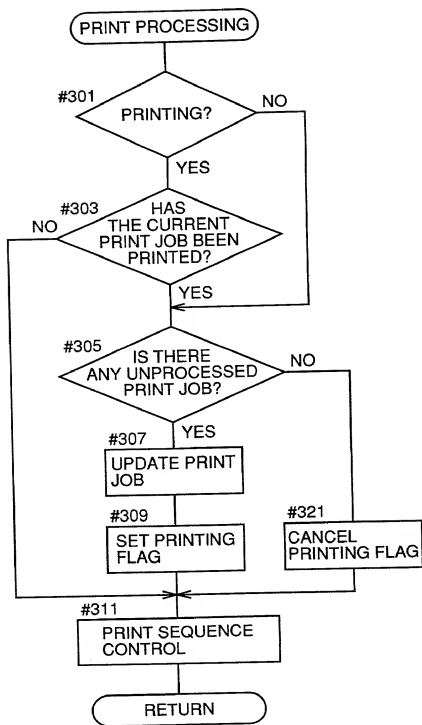 PRINT PROCESSING
#301
PRINTING?
NO
YES
#303
NO
HAS
THE CURRENT
PRINT JOB BEEN
PRINTED?
YES
#305
IS THERE
ANY UNPROCESSED
PRINT JOB?
NO
YES
#307
UPDATE PRINT
JOB
#309
SET PRINTING
FLAG
#321
CANCEL
PRINTING FLAG
#311
PRINT SEQUENCE
CONTROL
RETURN